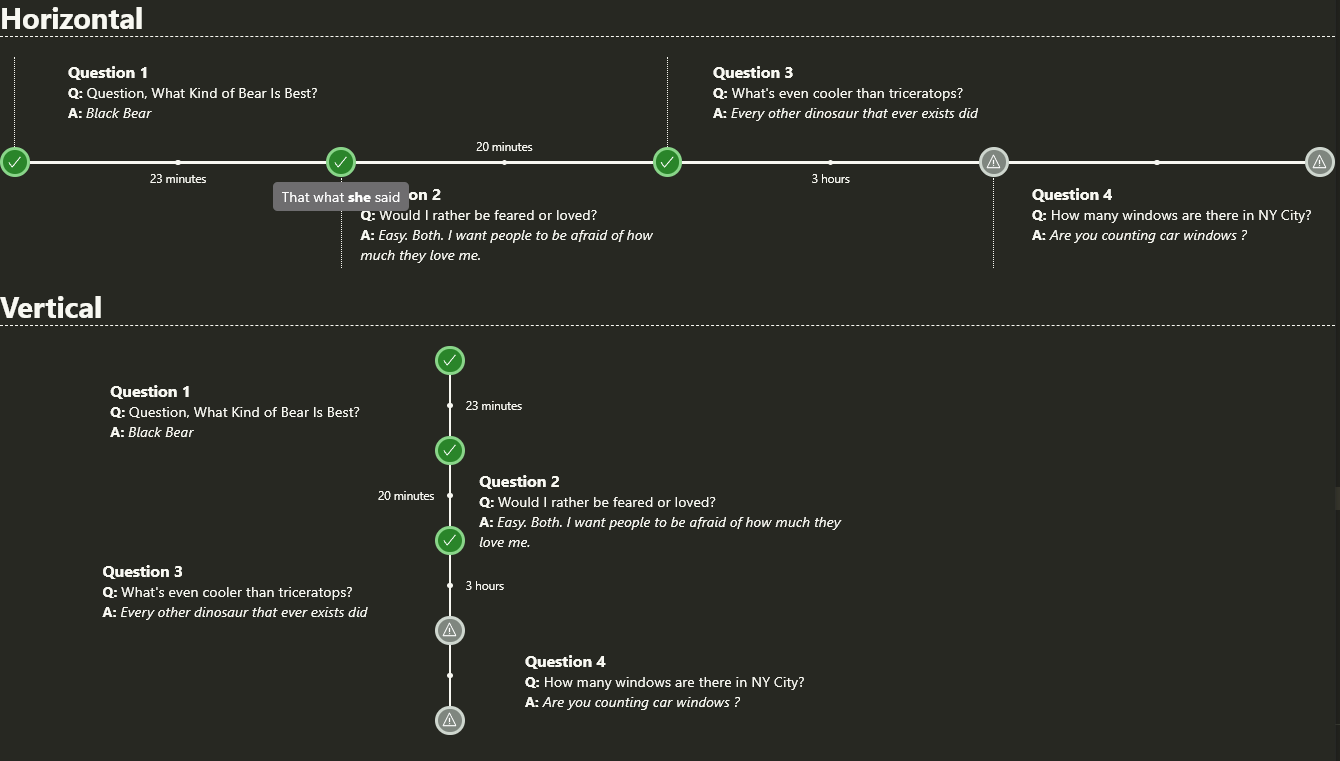 Horizontal
Question 1
Q: Question, What Kind of Bear Is Best?
A: Black Bear
Question 3
Q: What's even cooler than triceratops?
A: Every other dinosaur that ever exists did
23 minutes
20 minutes
3 hours
That what she said
on 2
Q: Would I rather be feared or loved?
A: Easy. Both. I want people to be afraid of how
much they love me.
Question 4
Q: How many windows are there in NY City?
A: Are you counting car windows ?
Vertical
Question 1
Q: Question, What Kind of Bear Is Best?
A: Black Bear
23 minutes
20 minutes
Question 2
Q: Would I rather be feared or loved?
A: Easy. Both. I want people to be afraid of how much they
love me.
Question 3
Q: What's even cooler than triceratops?
A: Every other dinosaur that ever exists did
3 hours
Question 4
Q: How many windows are there in NY City?
A: Are you counting car windows ?